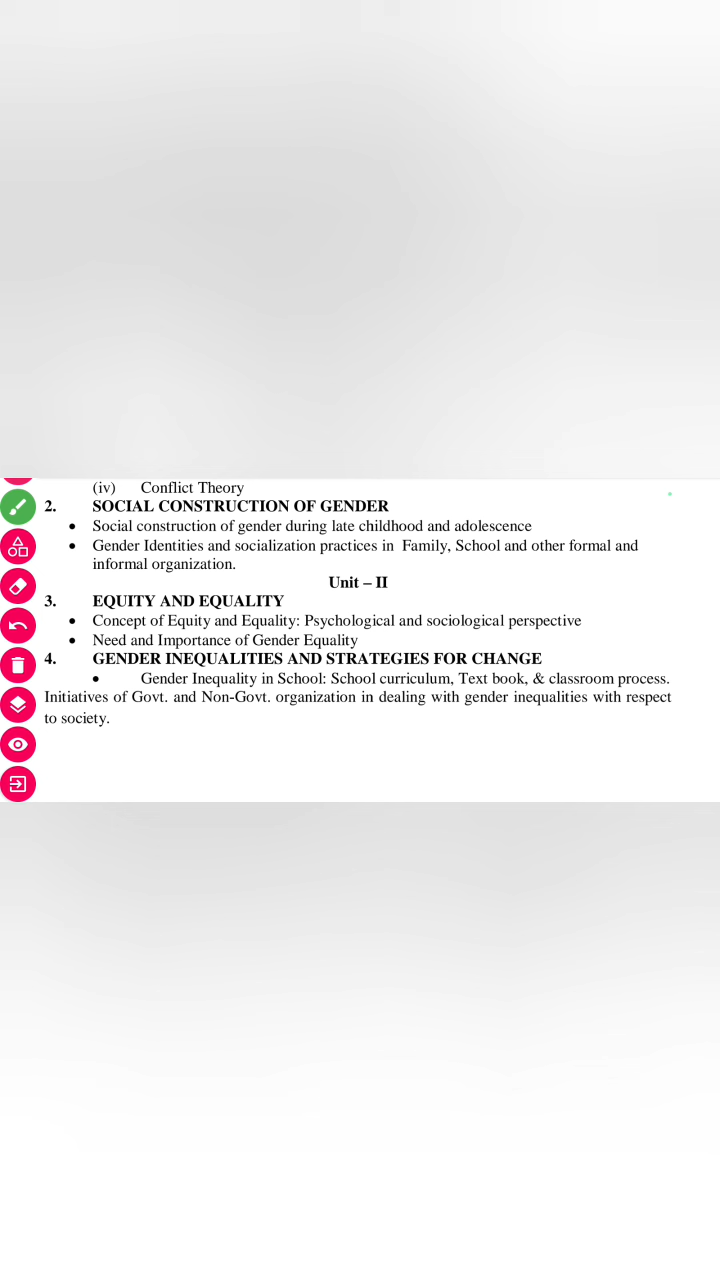 (iv) Conflict Theory
2. SOCIAL CONSTRUCTION OF GENDER
• Social construction of gender during late childhood and adolescence
• Gender Identities and socialization practices in Family, School and other formal and
informal organization.
Unit – II
3. EQUITY AND EQUALITY
• Concept of Equity and Equality: Psychological and sociological perspective
• Need and Importance of Gender Equality
4. GENDER INEQUALITIES AND STRATEGIES FOR CHANGE
• Gender Inequality in School: School curriculum, Text book, & classroom process.
Initiatives of Govt. and Non-Govt. organization in dealing with gender inequalities with respect
to society.